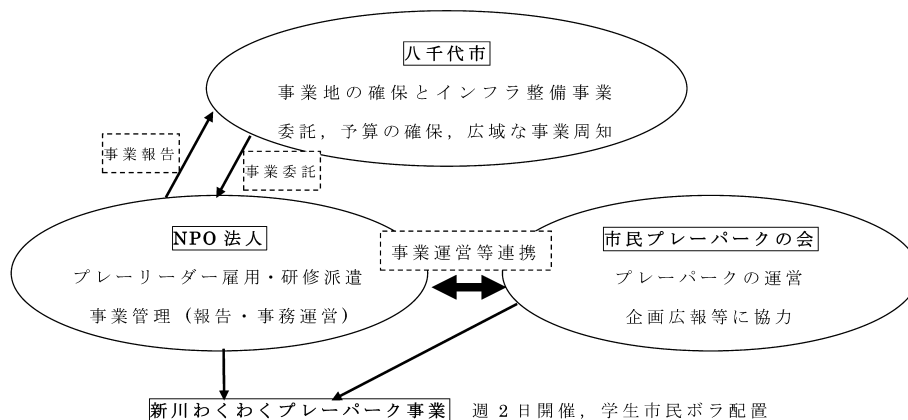 八千代市
事業地の確保とインフラ整備事業
委託，予算の確保，広域な事業周知
事業報告
事業委託
NPO法人
プレーリーダー雇用・研修派遣
事業管理（報告・事務運営）
事業運営等連携
市民プレーパークの会
プレーパークの運営
企画広報等に協力
新川わくわくプレーパーク事業　週2日開催，学生市民ボラ配置